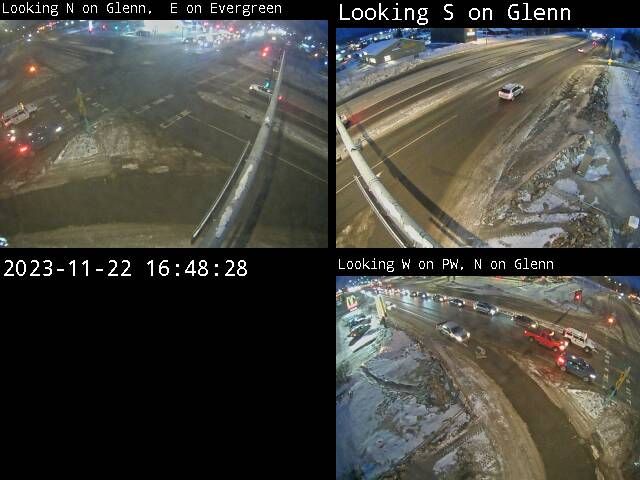 Looking N on Glenn,  E on Evergreen
Looking S on Glenn
2023-11-22 16:48:28
Looking W on PW, N on Glenn